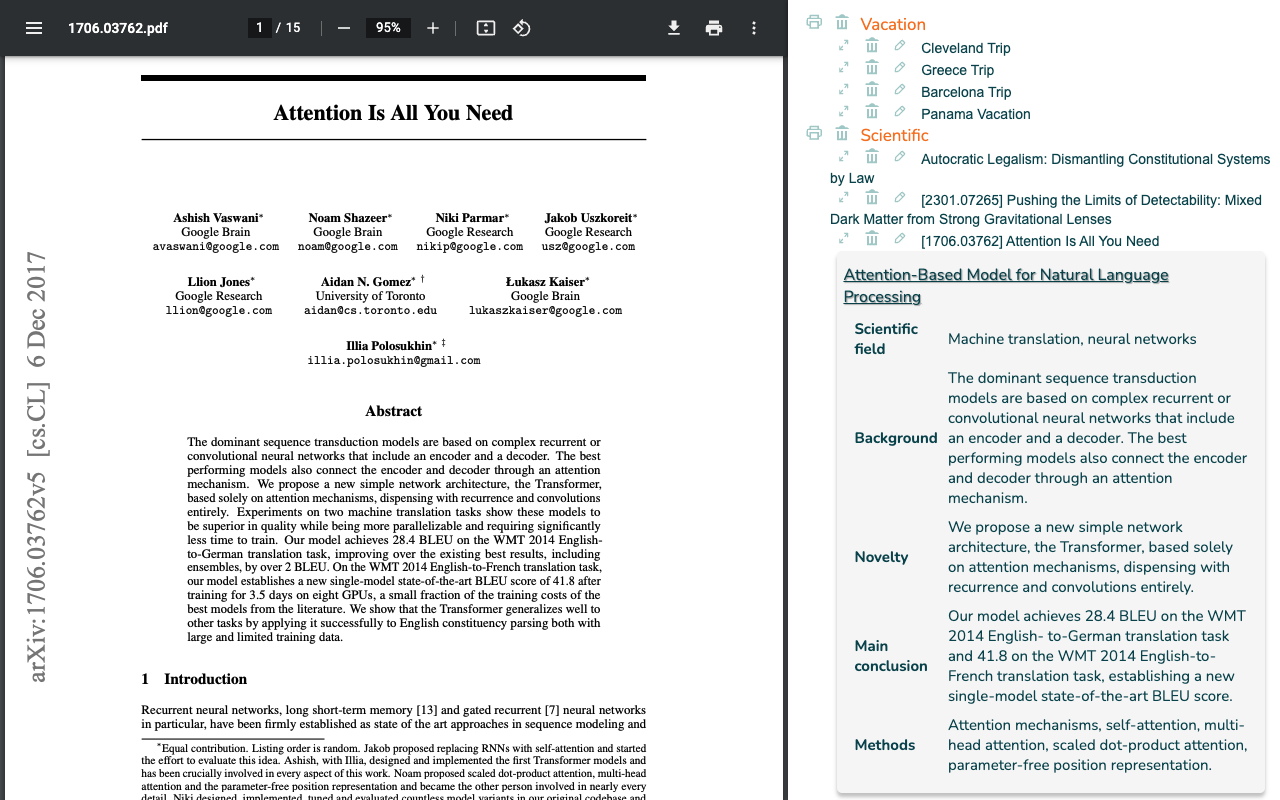 1706.03762.pdf
1 / 15
95%
Attention Is All You Need
Ashish Vaswani* Noam Shazeer* Niki Parmar* Jakob Uszkoreit*
Google Brain Google Brain Google Research Google Research
avaswani@google.com noam@google.com nikip@google.com usz@google.com
Llion Jones* Aidan N. Gomez* † Łukasz Kaiser*
Google Research University of Toronto Google Brain
llion@google.com aidan@cs.toronto.edu lukaszkaiser@google.com
Illia Polosukhin* ‡
illia.polosukhin@gmail.com
arXiv:1706.03762v5 [cs.CL] 6 Dec 2017
Abstract
The dominant sequence transduction models are based on complex recurrent or
convolutional neural networks that include an encoder and a decoder. The best
performing models also connect the encoder and decoder through an attention
mechanism. We propose a new simple network architecture, the Transformer,
based solely on attention mechanisms, dispensing with recurrence and convolutions
entirely. Experiments on two machine translation tasks show these models to
be superior in quality while being more parallelizable and requiring significantly
less time to train. Our model achieves 28.4 BLEU on the WMT 2014 English-
to-German translation task, improving over the existing best results, including
ensembles, by over 2 BLEU. On the WMT 2014 English-to-French translation task,
our model establishes a new single-model state-of-the-art BLEU score of 41.8 after
training for 3.5 days on eight GPUs, a small fraction of the training costs of the
best models from the literature. We show that the Transformer generalizes well to
other tasks by applying it successfully to English constituency parsing both with
large and limited training data.
1 Introduction
Recurrent neural networks, long short-term memory [13] and gated recurrent [7] neural networks
in particular, have been firmly established as state of the art approaches in sequence modeling and
*Equal contribution. Listing order is random. Jakob proposed replacing RNNs with self-attention and started
the effort to evaluate this idea. Ashish, with Illia, designed and implemented the first Transformer models and
has been crucially involved in every aspect of this work. Noam proposed scaled dot-product attention, multi-head
attention and the parameter-free position representation and became the other person involved in nearly every
detail. Niki designed, implemented, tuned and evaluated countless model variants in our original codebase and
Vacation
Cleveland Trip
Greece Trip
Barcelona Trip
Panama Vacation
Scientific
Autocratic Legalism: Dismantling Constitutional Systems
by Law
[2301.07265] Pushing the Limits of Detectability: Mixed
Dark Matter from Strong Gravitational Lenses
[1706.03762] Attention Is All You Need
Attention-Based Model for Natural Language
Processing
Scientific
field
Machine translation, neural networks
Background
The dominant sequence transduction
models are based on complex recurrent or
convolutional neural networks that include
an encoder and a decoder. The best
performing models also connect the encoder
and decoder through an attention
mechanism.
Novelty
We propose a new simple network
architecture, the Transformer, based solely
on attention mechanisms, dispensing with
recurrence and convolutions entirely.
Main
conclusion
Our model achieves 28.4 BLEU on the WMT
2014 English- to-German translation task
and 41.8 on the WMT 2014 English-to-
French translation task, establishing a new
single-model state-of-the-art BLEU score.
Methods
Attention mechanisms, self-attention, multi-
head attention, scaled dot-product attention,
parameter-free position representation.